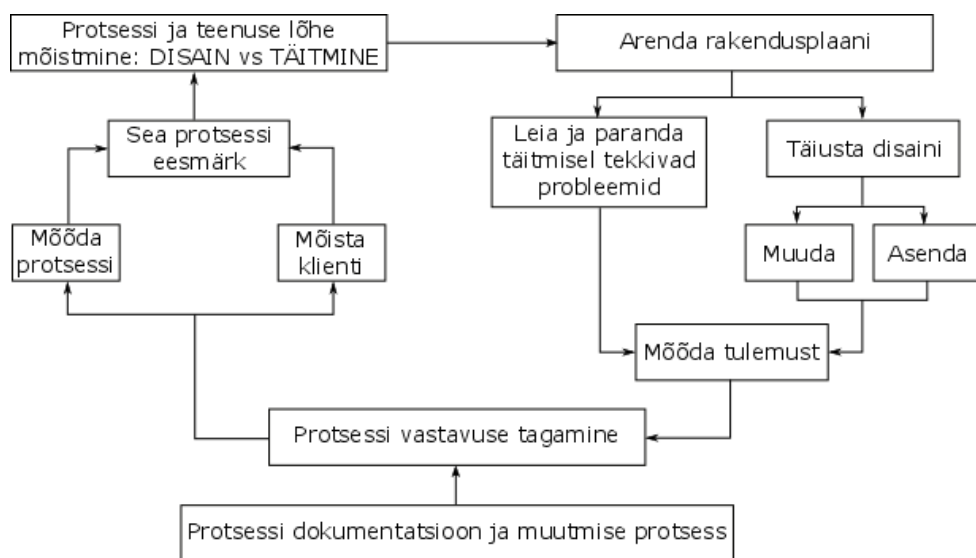 Protsessi ja teenuse lõhe
mõistmine: DISAIN vs TÄITMINE
Arenda rakendusplaani
Sea protsessi
eesmärk
Leia ja paranda
täitmisel tekkivad
probleemid
Täiusta disaini
Mõõda
protsessi
Mõista
klienti
Muuda
Asenda
Mõõda tulemust
Protsessi vastavuse tagamine
Protsessi dokumentatsioon ja muutmise protsess